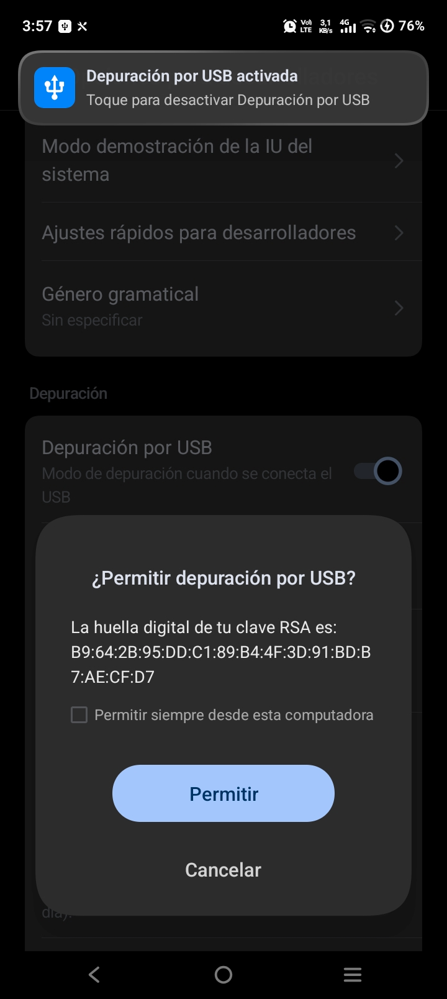 3:57
Vo)
LTE
3,1
KB/s
4G
76%
Depuración por USB activada
Toque para desactivar Depuración por USB
Modo demostración de la IU del
sistema
Ajustes rápidos para desarrolladores
Género gramatical
Sin especificar
Depuración
Depuración por USB
Modo de depuración cuando se conecta el
USB
¿Permitir depuración por USB?
La huella digital de tu clave RSA es:
B9:64:2B:95:DD:C1:89:B4:4F:3D:91:BD:B
7:AE:CF:D7
Permitir siempre desde esta computadora
Permitir
Cancelar
día).